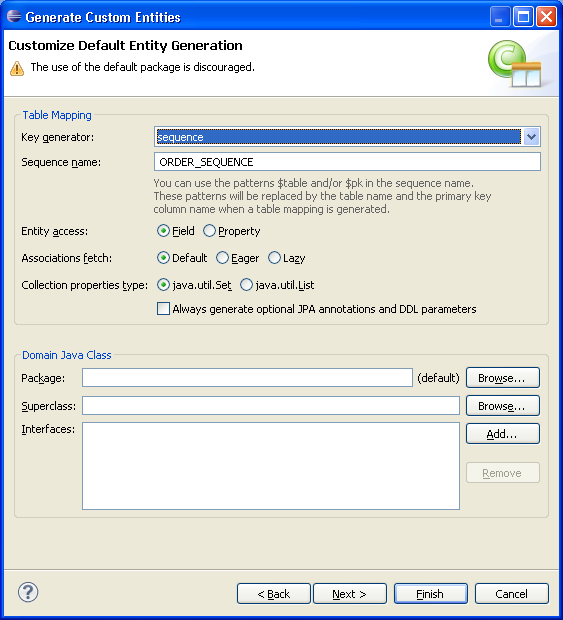 Generate Custom Entities
Customize Default Entity Generation
The use of the default package is discouraged.
Table Mapping
Key generator: sequence
Sequence name: ORDER_SEQUENCE
You can use the patterns $table and/or $pk in the sequence name.
These patterns will be replaced by the table name and the primary key
column name when a table mapping is generated.
Entity access: Field Property
Associations fetch: Default Eager Lazy
Collection properties type: java.util.Set java.util.List
Always generate optional JPA annotations and DDL parameters
Domain Java Class
Package: (default) Browse...
Superclass: Browse...
Interfaces: Add...
Remove
< Back Next > Finish Cancel